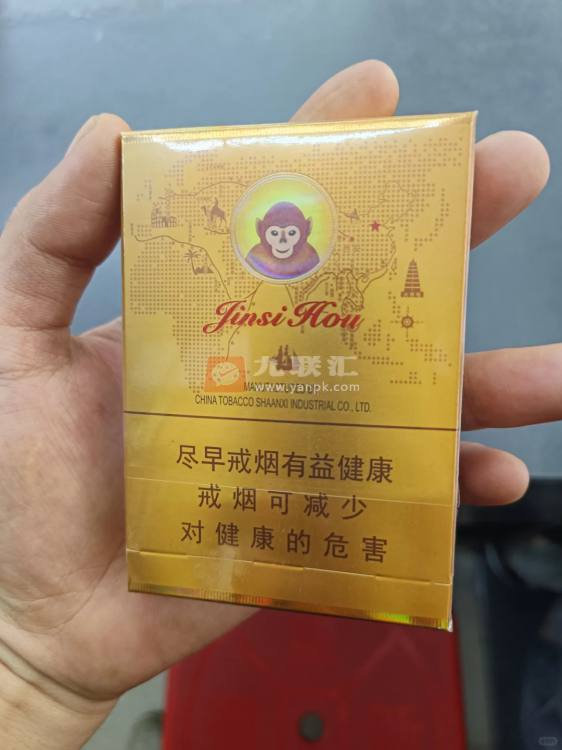 Jinsi Hou
九联汇
www.yanpk.com
CHINA TOBACCO SHAANXI INDUSTRIAL CO., LTD.
尽早戒烟有益健康
戒烟可减少
对健康的危害